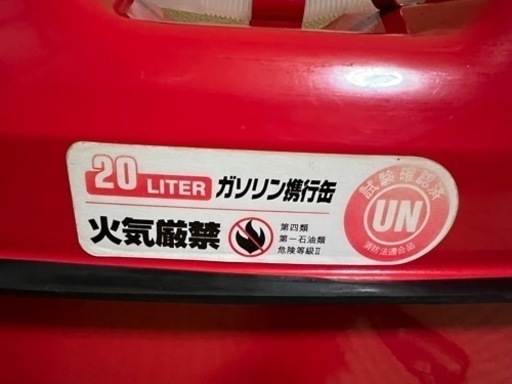 20 LITER ガソリン携行缶
火気厳禁
第四類
第一石油類
危険等級Ⅱ
試験確認済
UN
消防法適合品